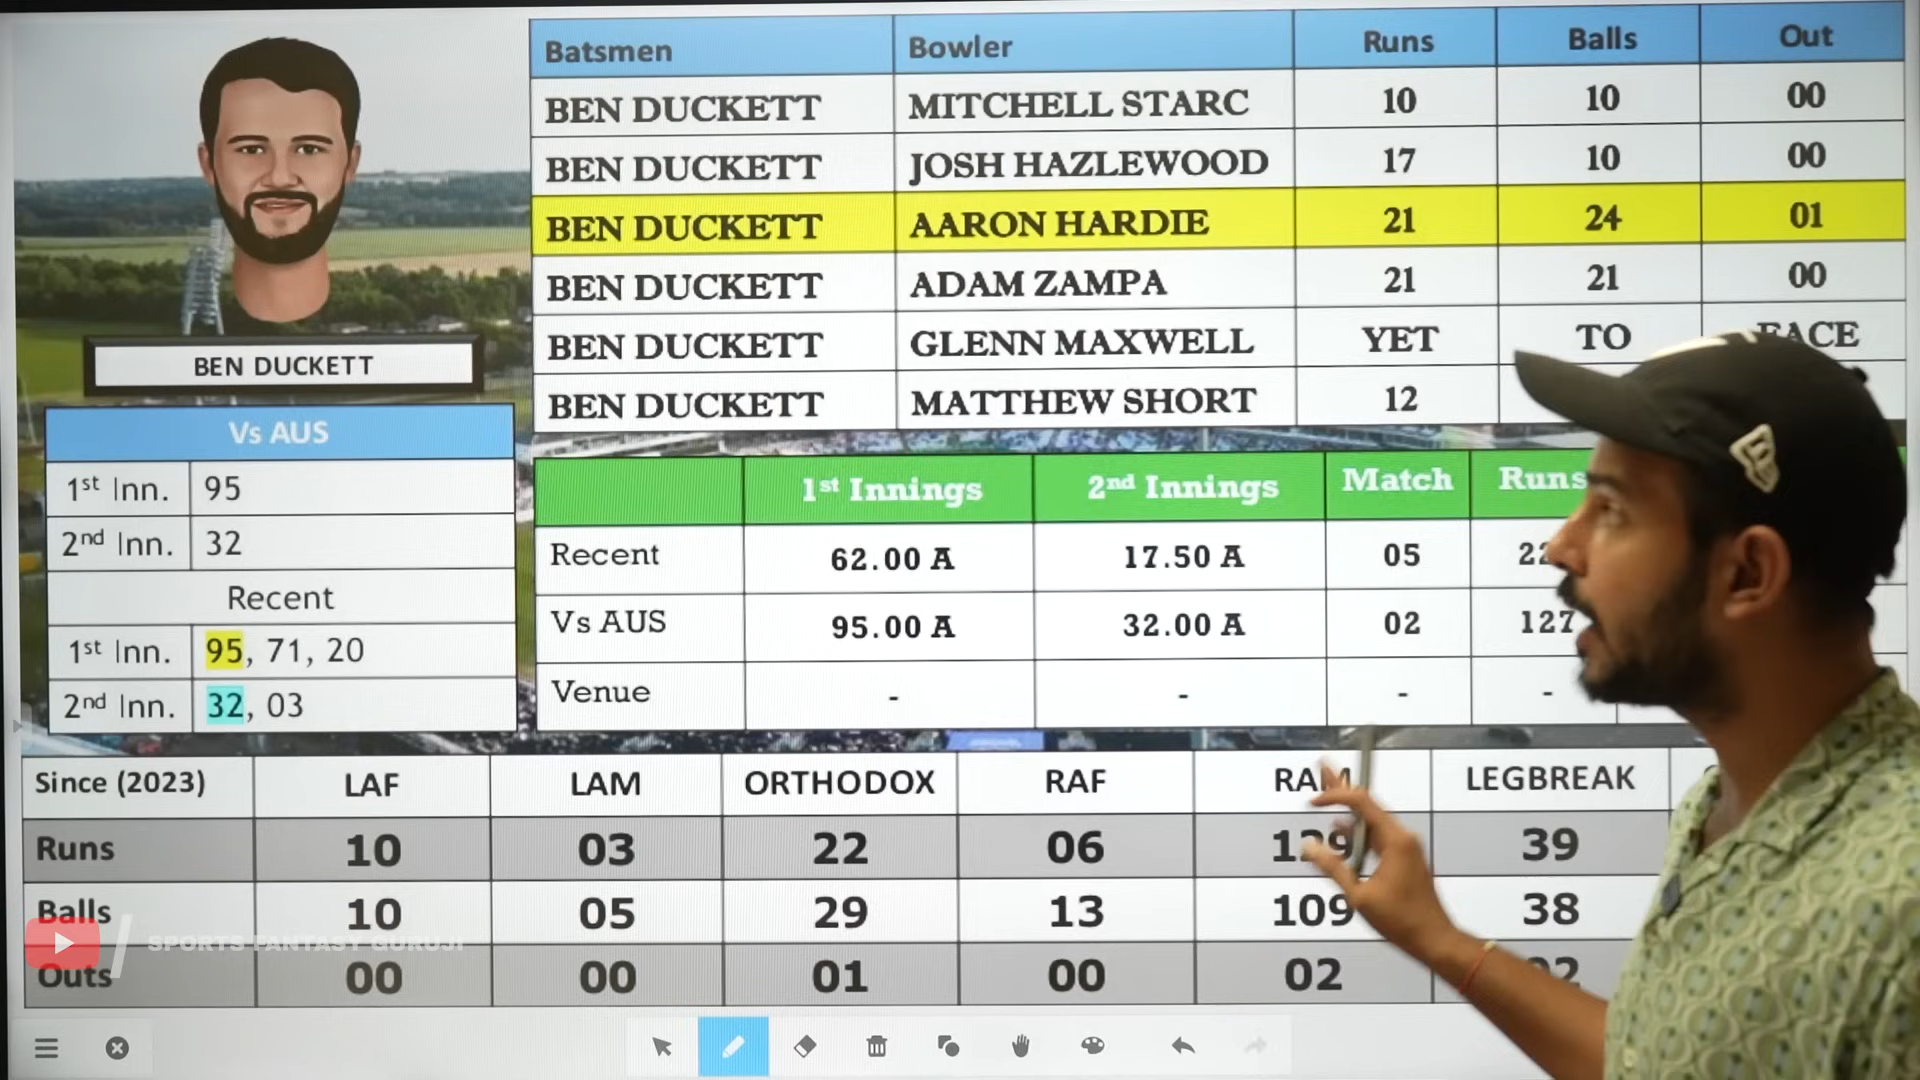 Batsmen Bowler Runs Balls Out
BEN DUCKETT MITCHELL STARC 10 10 00
BEN DUCKETT JOSH HAZLEWOOD 17 10 00
BEN DUCKETT AARON HARDIE 21 24 01
BEN DUCKETT ADAM ZAMPA 21 21 00
BEN DUCKETT GLENN MAXWELL YET TO FACE
BEN DUCKETT MATTHEW SHORT 12
BEN DUCKETT
Vs AUS
1st Inn. 95
2nd Inn. 32
Recent
1st Inn. 95, 71, 20
2nd Inn. 32, 03
1st Innings 2nd Innings Match Runs
Recent 62.00 A 17.50 A 05
Vs AUS 95.00 A 32.00 A 02 127
Venue - - - -
Since (2023) LAF LAM ORTHODOX RAF RAM LEGBREAK
Runs 10 03 22 06 129 39
Balls 10 05 29 13 109 38
Outs 00 00 01 00 02
SPORTS FANTASY GURUJI